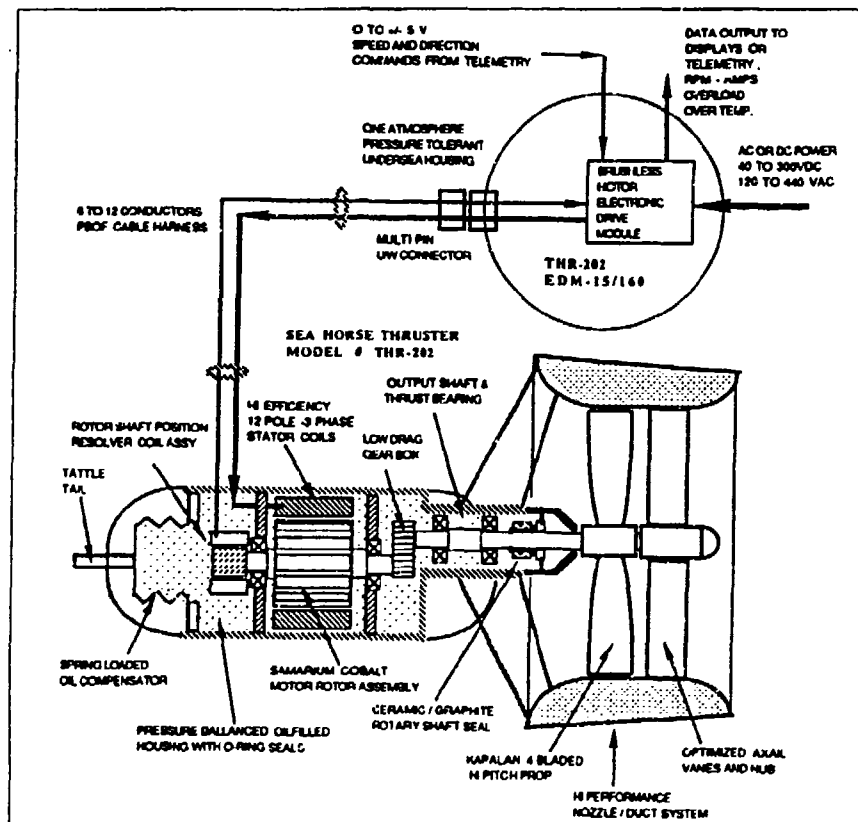 O TO +/- 5 V
SPEED AND DIRECTION
COMMANDS FROM TELEMETRY
DATA OUTPUT TO
DISPLAYS OR
TELEMETRY.
RPM - AMPS
OVERLOAD
OVER TEMP.
ONE ATMOSPHERE
PRESSURE TOLERANT
UNDERSEA HOUSING
AC OR DC POWER
40 TO 300VDC
120 TO 440 VAC
BRUSHLESS
MOTOR
ELECTRONIC
DRIVE
MODULE
6 TO 12 CONDUCTORS
PBOF CABLE HARNESS
MULTI PIN
U/W CONNECTOR
THR-202
EDM-15/160
SEA HORSE THRUSTER
MODEL # THR-202
OUTPUT SHAFT &
THRUST BEARING
HI EFFICIENCY
12 POLE -3 PHASE
STATOR COILS
ROTOR SHAFT POSITION
RESOLVER COIL ASSY
LOW DRAG
GEAR BOX
TATTLE
TAIL
SPRING LOADED
OIL COMPENSATOR
SAMARIUM COBALT
MOTOR ROTOR ASSEMBLY
CERAMIC / GRAPHITE
ROTARY SHAFT SEAL
PRESSURE BALLANCED OILFILLED
HOUSING WITH O-RING SEALS
KAPALAN 4 BLADED
HI PITCH PROP
OPTIMIZED AXAIL
VANES AND HUB
HI PERFORMANCE
NOZZLE / DUCT SYSTEM